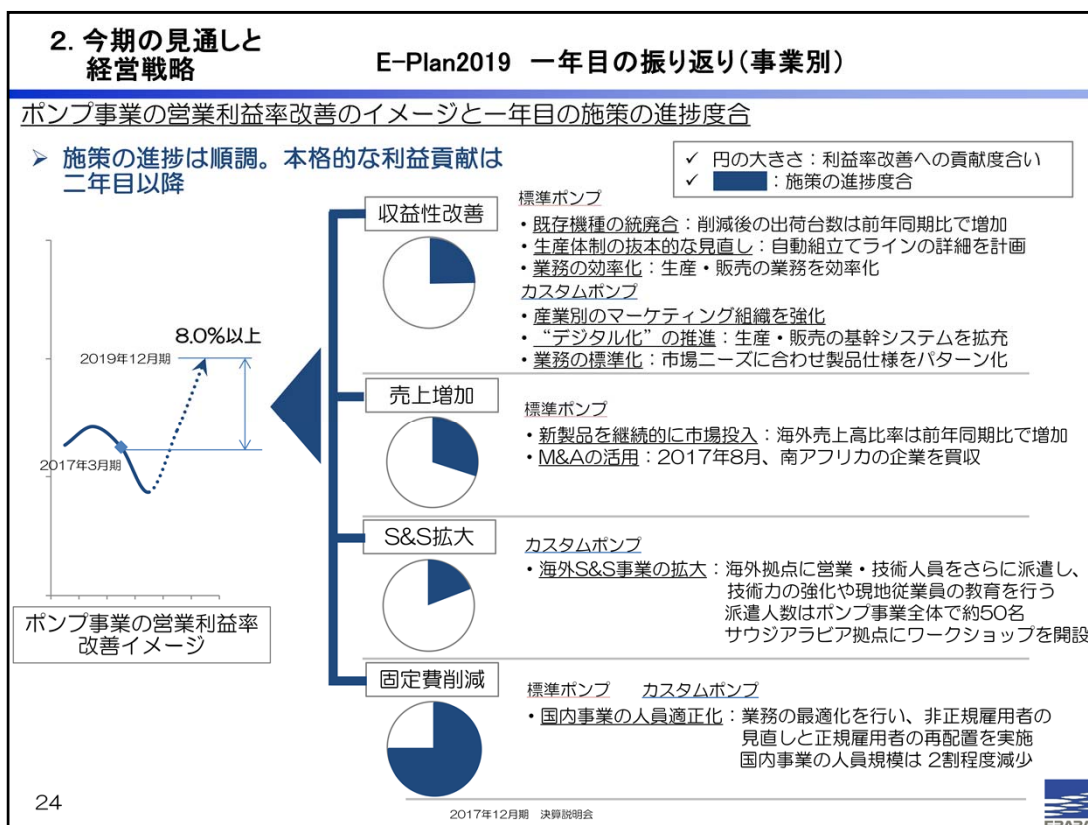 2. 今期の見通しと
経営戦略
E-Plan2019 一年目の振り返り(事業別)
ポンプ事業の営業利益率改善のイメージと一年目の施策の進捗度合
➢ 施策の進捗は順調。本格的な利益貢献は
二年目以降
✓ 円の大きさ:利益率改善への貢献度合い
✓ :施策の進捗度合
8.0%以上
2019年12月期
2017年3月期
ポンプ事業の営業利益率
改善イメージ
収益性改善
標準ポンプ
・既存機種の統廃合:削減後の出荷台数は前年同期比で増加
・生産体制の抜本的な見直し:自動組立てラインの詳細を計画
・業務の効率化:生産・販売の業務を効率化
カスタムポンプ
・産業別のマーケティング組織を強化
・“デジタル化”の推進:生産・販売の基幹システムを拡充
・業務の標準化:市場ニーズに合わせ製品仕様をパターン化
売上増加
標準ポンプ
・新製品を継続的に市場投入:海外売上高比率は前年同期比で増加
・M&Aの活用:2017年8月、南アフリカの企業を買収
S&S拡大
カスタムポンプ
・海外S&S事業の拡大:海外拠点に営業・技術人員をさらに派遣し、
技術力の強化や現地従業員の教育を行う
派遣人数はポンプ事業全体で約50名
サウジアラビア拠点にワークショップを開設
固定費削減
標準ポンプ カスタムポンプ
・国内事業の人員適正化:業務の最適化を行い、非正規雇用者の
見直しと正規雇用者の再配置を実施
国内事業の人員規模は 2割程度減少
24
2017年12月期 決算説明会